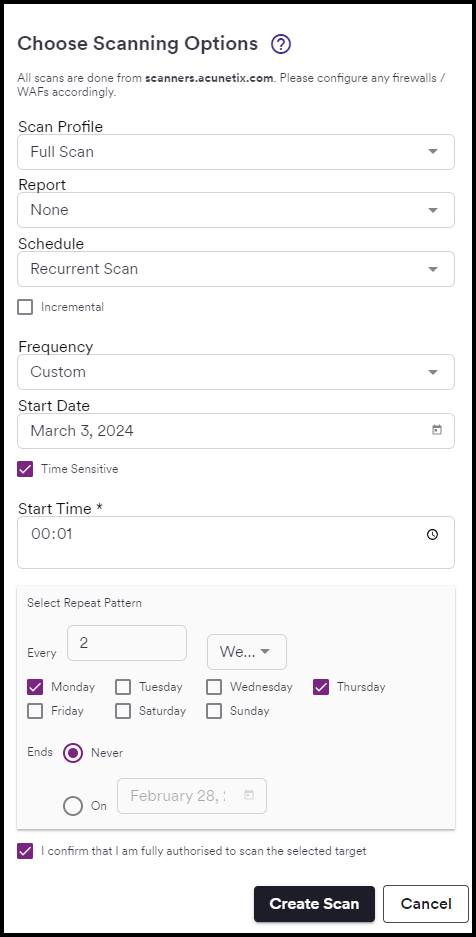 Choose Scanning Options ?
All scans are done from scanners.acunetix.com. Please configure any firewalls /
WAFs accordingly.
Scan Profile
Full Scan
Report
None
Schedule
Recurrent Scan
Incremental
Frequency
Custom
Start Date
March 3, 2024
Time Sensitive
Start Time *
00:01
Select Repeat Pattern
Every 2 We...
Monday Tuesday Wednesday Thursday
Friday Saturday Sunday
Ends Never
On February 28,
I confirm that I am fully authorised to scan the selected target
Create Scan Cancel